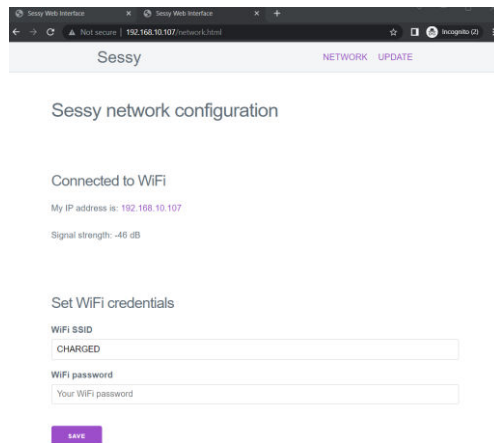 Sessy Web Interface × Sessy Web Interface × +
Not secure | 192.168.10.107/network.html Incognito (2)
Sessy NETWORK UPDATE
Sessy network configuration
Connected to WiFi
My IP address is: 192.168.10.107
Signal strength: -46 dB
Set WiFi credentials
WiFi SSID
CHARGED
WiFi password
Your WiFi password
SAVE